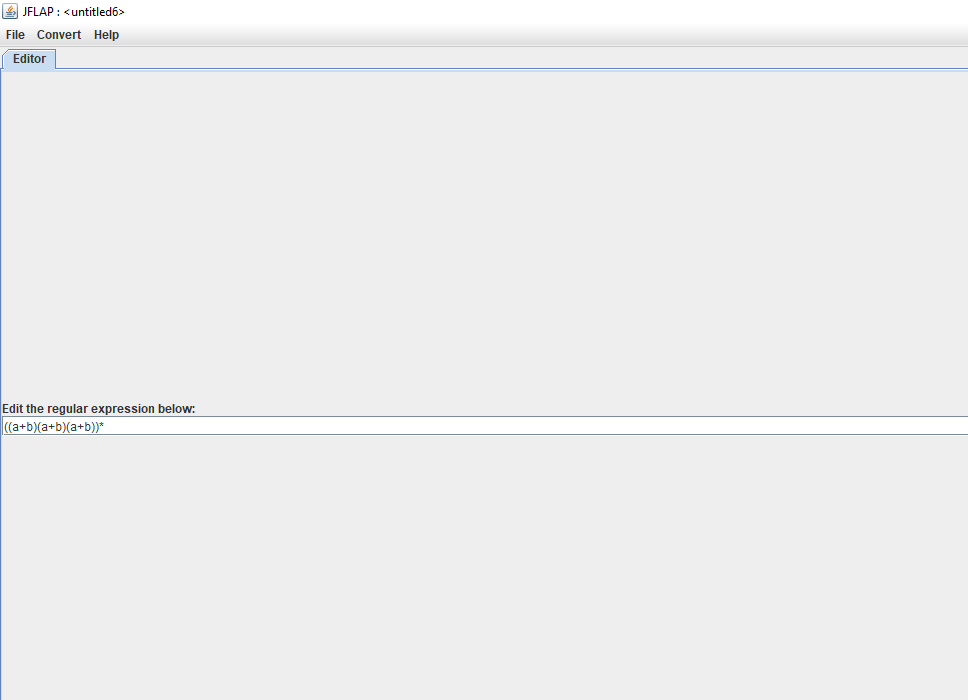 JFLAP : <untitled6>
File Convert Help
Editor
Edit the regular expression below:
((a+b)(a+b)(a+b))*